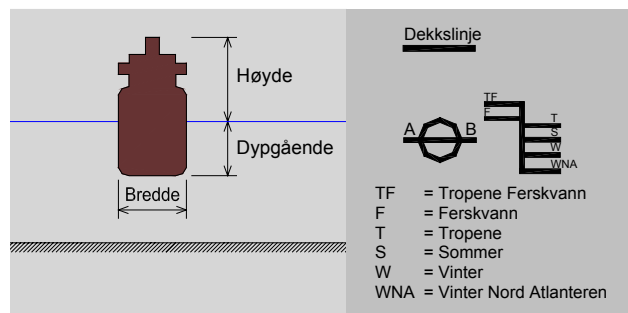 Høyde
Dypgående
Bredde
Dekkslinje
TF
F
A B
T
S
W
WNA
TF = Tropene Ferskvann
F = Ferskvann
T = Tropene
S = Sommer
W = Vinter
WNA = Vinter Nord Atlanteren